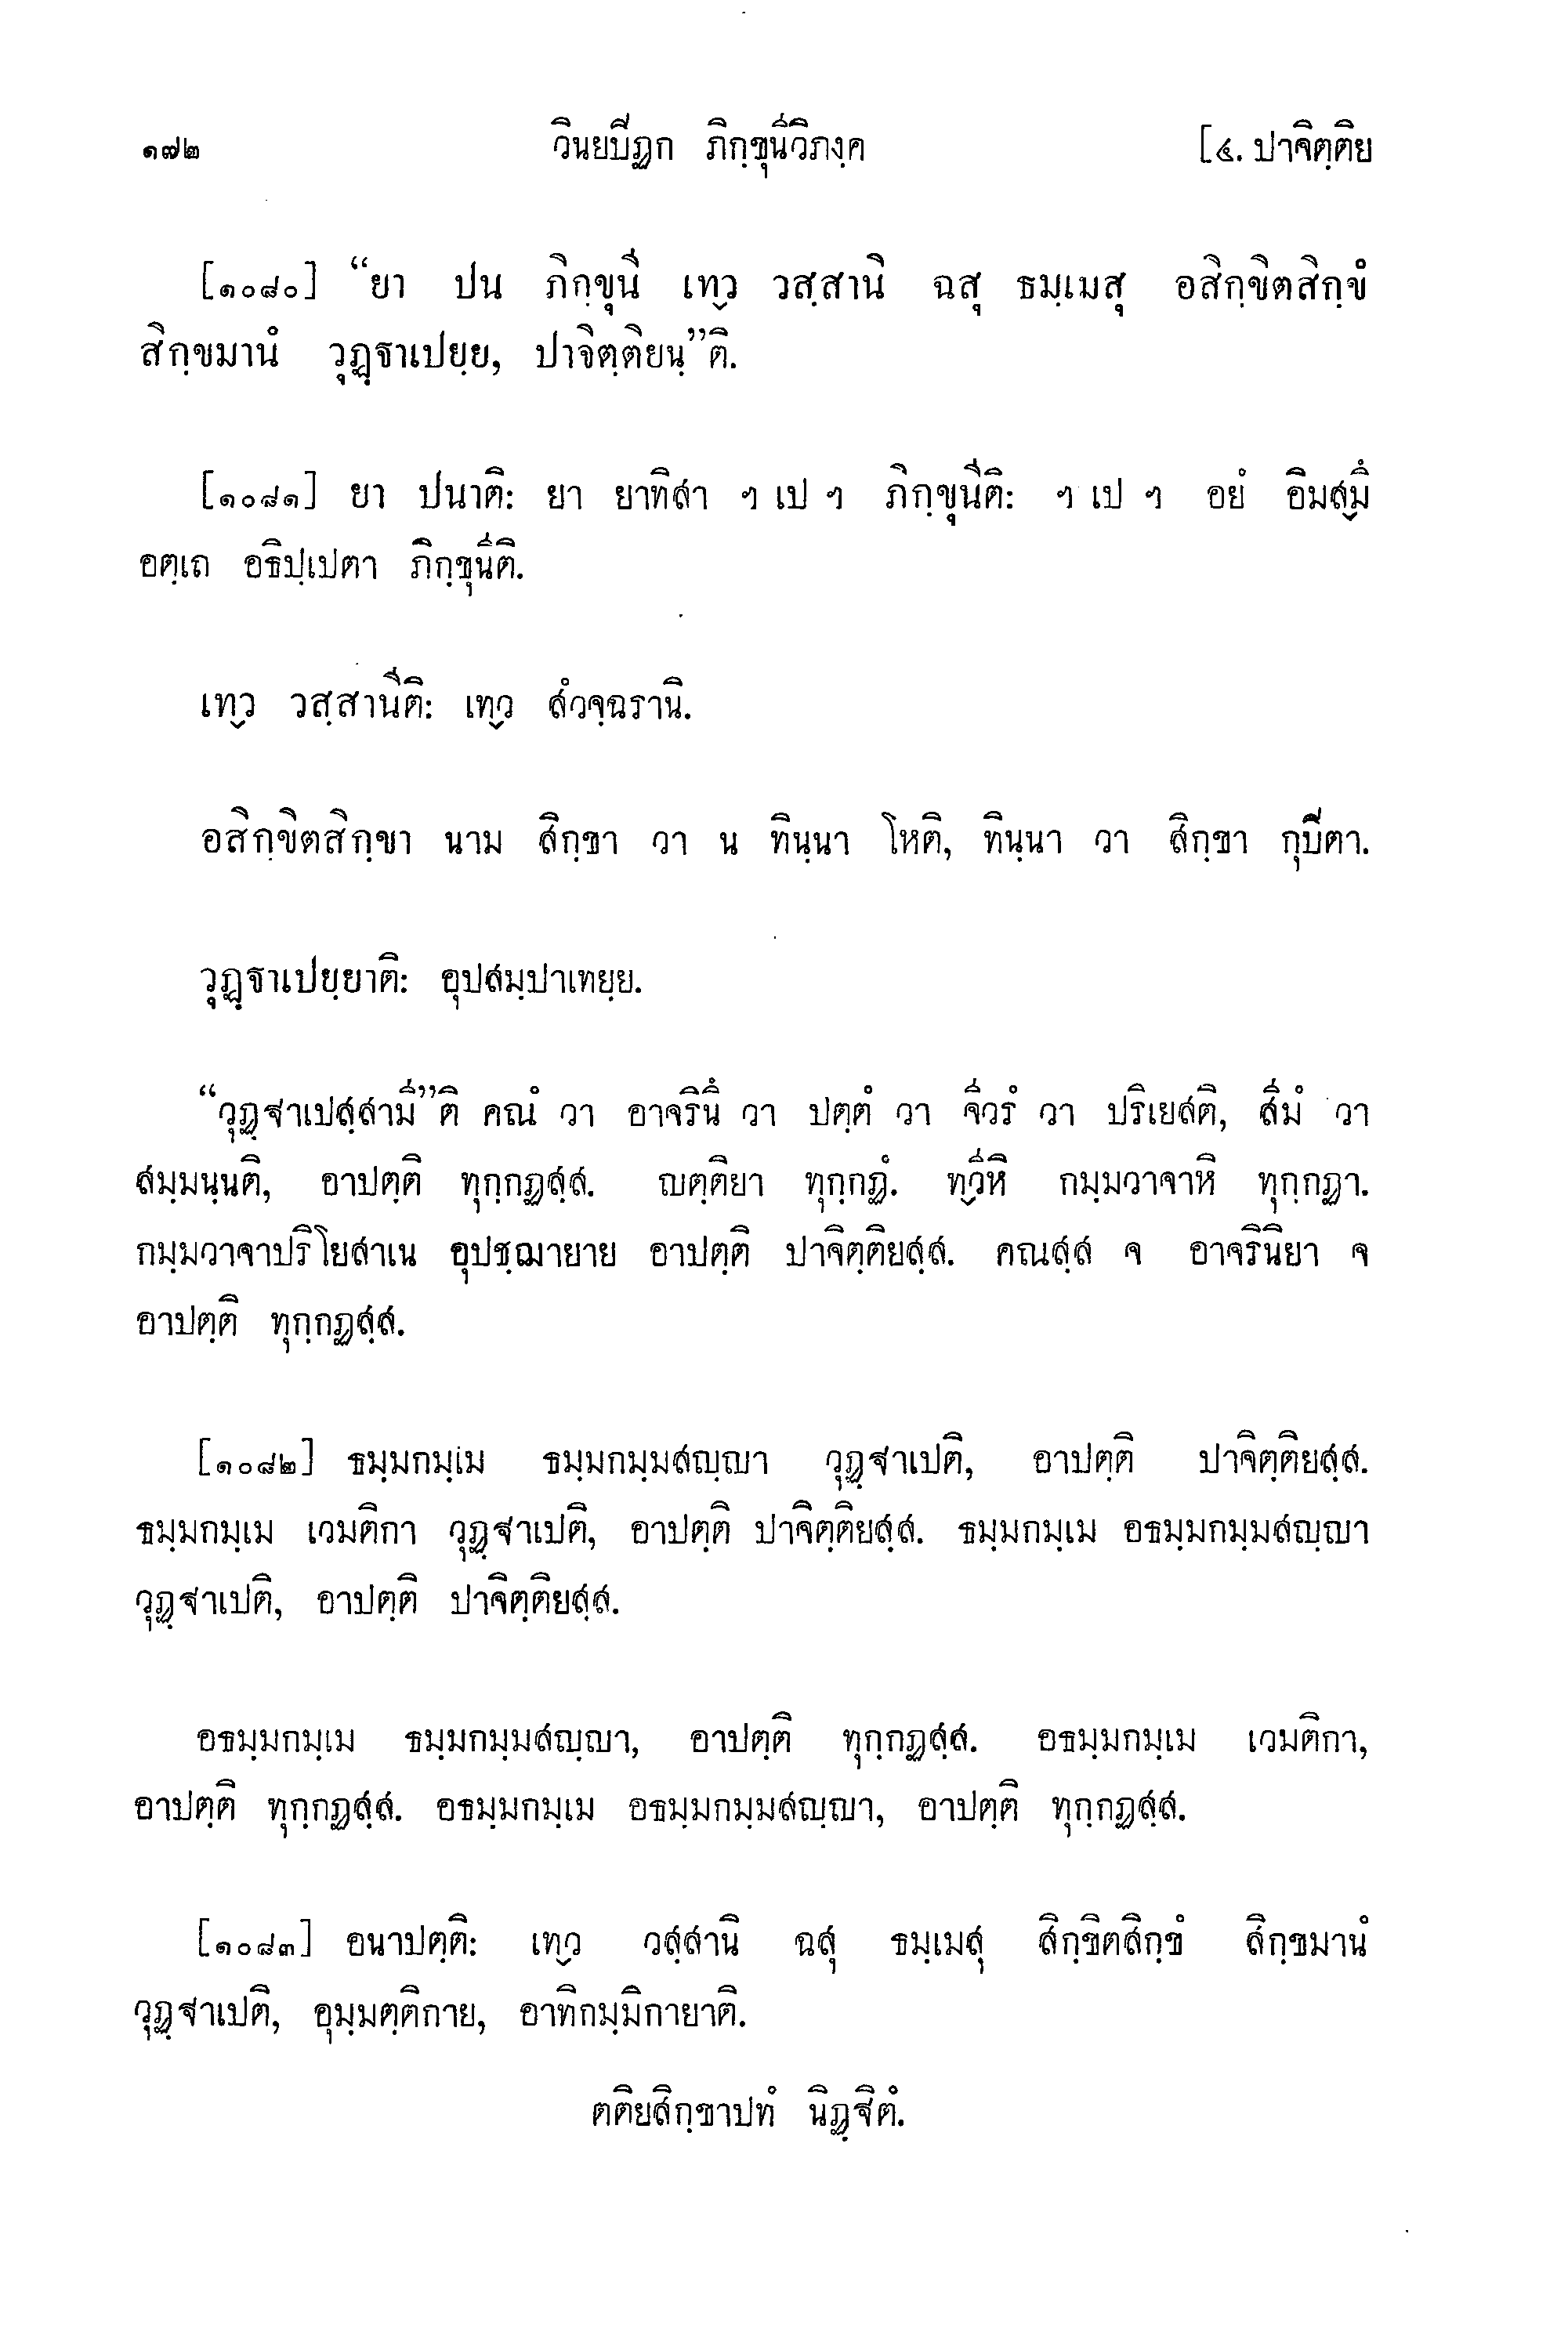 ๑๗๒ วินยปิฏก ภิกฺขุนีวิภงฺค [๔. ปาจิตฺติย
[๑๐๘๐] “ยา ปน ภิกฺขุนี เทฺว วสฺสานิ ฉสุ ธมฺเมสุ อสิกฺขิตสิกฺขํ
สิกฺขมานํ วุฏฺฐาเปยฺย, ปาจิตฺติยนฺ”ติ.
[๑๐๘๑] ยา ปนาติ: ยา ยาทิสา ฯ เป ฯ ภิกฺขุนีติ: ฯ เป ฯ อยํ อิมสฺมึ
อตฺเถ อธิปฺเปตา ภิกฺขุนีติ.
เทฺว วสฺสานีติ: เทฺว สํวจฺฉรานิ.
อสิกฺขิตสิกฺขา นาม สิกฺขา วา น ทินฺนา โหติ, ทินฺนา วา สิกฺขา กุปิตา.
วุฏฺฐาเปยฺยาติ: อุปสมฺปาเทยฺย.
“วุฏฺฐาเปสฺสามี”ติ คณํ วา อาจรินึ วา ปตฺตํ วา จีวรํ วา ปริเยสติ, สีมํ วา
สมฺมนฺนติ, อาปตฺติ ทุกฺกฏสฺส. ญตฺติยา ทุกฺกฏํ. ทฺวีหิ กมฺมวาจาหิ ทุกฺกฏา.
กมฺมวาจาปริโยสาเน อุปชฺฌายาย อาปตฺติ ปาจิตฺติยสฺส. คณสฺส จ อาจรินิยา จ
อาปตฺติ ทุกฺกฏสฺส.
[๑๐๘๒] ธมฺมกมฺเม ธมฺมกมฺมสญฺญา วุฏฺฐาเปติ, อาปตฺติ ปาจิตฺติยสฺส.
ธมฺมกมฺเม เวมติกา วุฏฺฐาเปติ, อาปตฺติ ปาจิตฺติยสฺส. ธมฺมกมฺเม อธมฺมกมฺมสญฺญา
วุฏฺฐาเปติ, อาปตฺติ ปาจิตฺติยสฺส.
อธมฺมกมฺเม ธมฺมกมฺมสญฺญา, อาปตฺติ ทุกฺกฏสฺส. อธมฺมกมฺเม เวมติกา,
อาปตฺติ ทุกฺกฏสฺส. อธมฺมกมฺเม อธมฺมกมฺมสญฺญา, อาปตฺติ ทุกฺกฏสฺส.
[๑๐๘๓] อนาปตฺติ: เทฺว วสฺสานิ ฉสุ ธมฺเมสุ สิกฺขิตสิกฺขํ สิกฺขมานํ
วุฏฺฐาเปติ, อุมฺมตฺติกาย, อาทิกมฺมิกายาติ.
ตติยสิกฺขาปทํ นิฏฺฐิตํ.